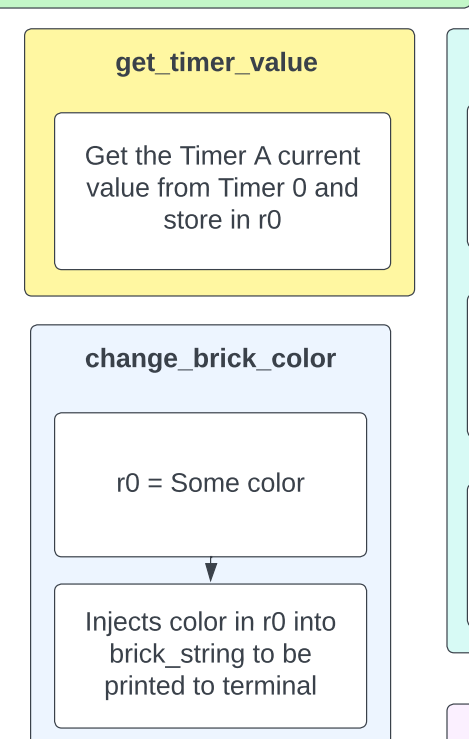 get_timer_value
Get the Timer A current
value from Timer 0 and
store in r0
change_brick_color
r0 = Some color
Injects color in r0 into
brick_string to be
printed to terminal